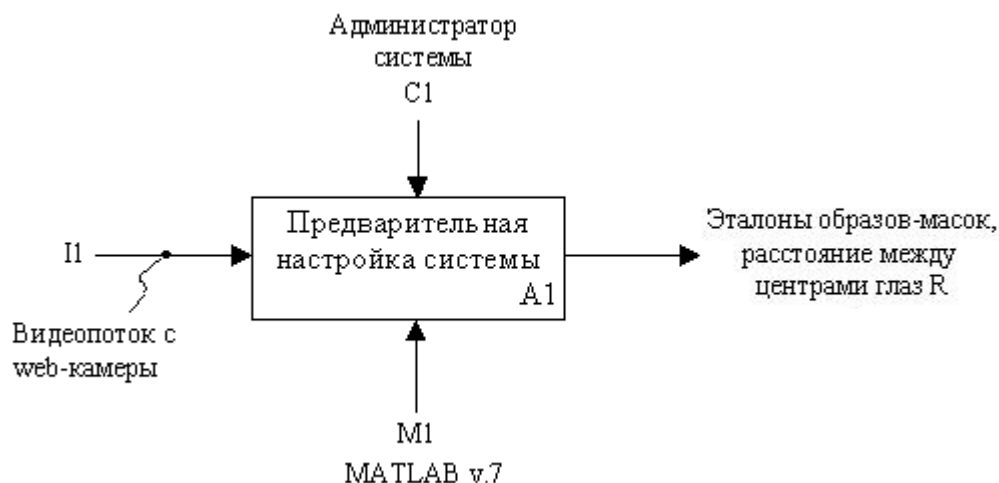 Администратор
системы
C1
Предварительная
настройка системы
A1
I1
Видеопоток с
web-камеры
Эталоны образов-масок,
расстояние между
центрами глаз R
M1
MATLAB v.7